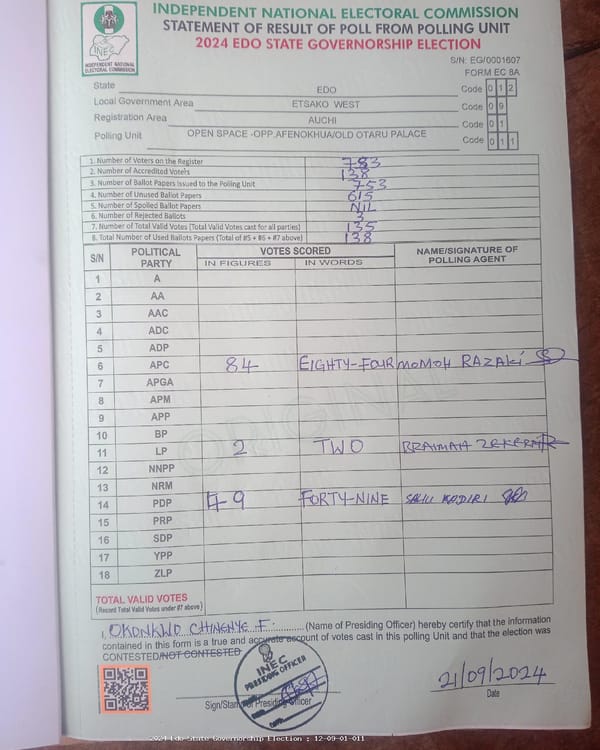 INDEPENDENT NATIONAL ELECTORAL COMMISSION
STATEMENT OF RESULT OF POLL FROM POLLING UNIT
2024 EDO STATE GOVERNORSHIP ELECTION
INEC
INDEPENDENT NATIONAL
ELECTORAL COMMISSION
S/N: EG/0001607
FORM EC 8A
State EDO Code 0 1 2
Local Government Area ETSAKO WEST Code 0 9
Registration Area AUCHI Code 0 1
Polling Unit OPEN SPACE -OPP.AFENOKHUA/OLD OTARU PALACE Code 0 1 1
1. Number of Voters on the Register 783
2. Number of Accredited Voters 138
3. Number of Ballot Papers Issued to the Polling Unit 753
4. Number of Unused Ballot Papers 615
5. Number of Spoiled Ballot Papers NIL
6. Number of Rejected Ballots 3
7. Number of Total Valid Votes (Total Valid Votes cast for all parties) 135
8. Total Number of Used Ballots Papers (Total of #5 + #6 + #7 above) 138
S/N POLITICAL PARTY VOTES SCORED NAME/SIGNATURE OF POLLING AGENT
IN FIGURES IN WORDS
1 A
2 AA
3 AAC
4 ADC
5 ADP
6 APC 84 EIGHTY-FOUR MOMOH RAZAKI
7 APGA
8 APM
9 APP
10 BP
11 LP 2 TWO BRAIMAH
12 NNPP
13 NRM
14 PDP 49 FORTY-NINE SALIU KODIRI
15 PRP
16 SDP
17 YPP
18 ZLP
ORIGINAL
TOTAL VALID VOTES
(Record Total Valid Votes under #7 above)
I, OKONKWO CHINENYE F. (Name of Presiding Officer) hereby certify that the information
contained in this form is a true and accurate account of votes cast in this polling Unit and that the election was
CONTESTED/NOT CONTESTED
INEC
PRESIDING OFFICER
Sign/Stamp of Presiding Officer
21/09/2024
Date
2024 Edo State Governorship Election : 12-09-01-011